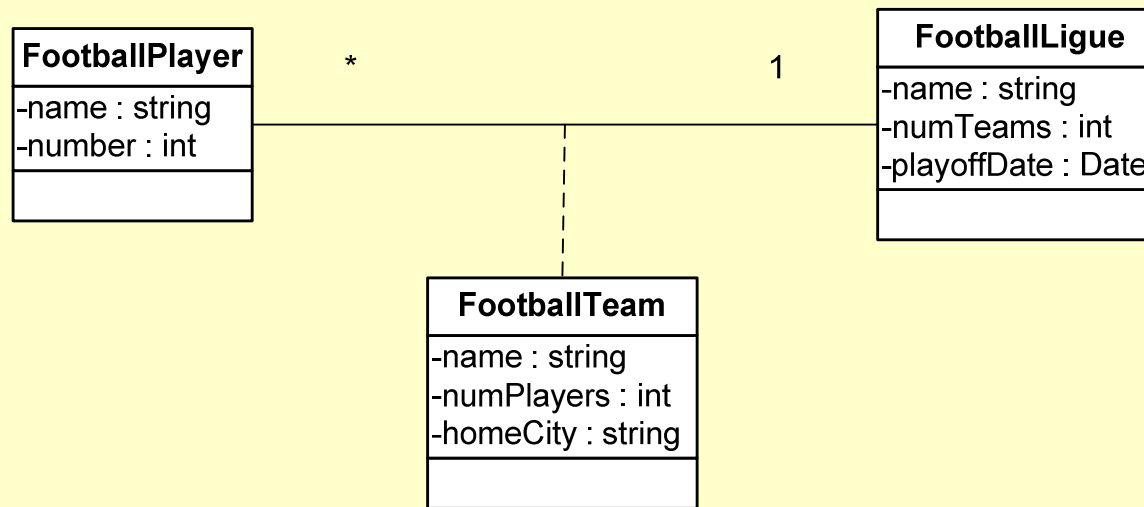 FootballPlayer
-name : string
-number : int
*
1
FootballLigue
-name : string
-numTeams : int
-playoffDate : Date
FootballTeam
-name : string
-numPlayers : int
-homeCity : string